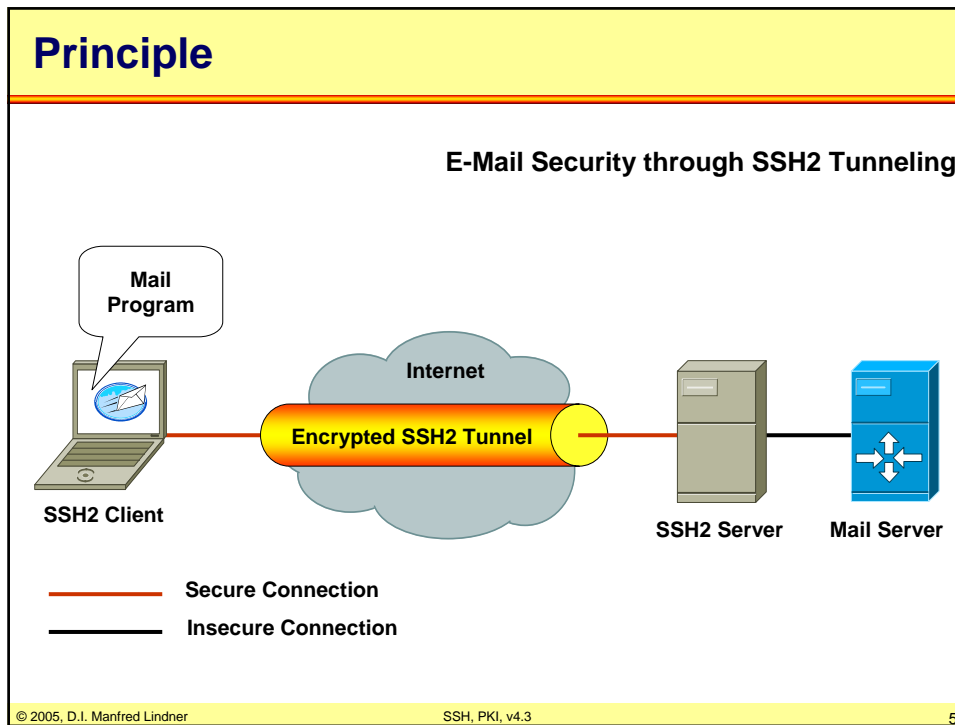 Principle
E-Mail Security through SSH2 Tunneling
Mail
Program
Internet
Encrypted SSH2 Tunnel
SSH2 Client
SSH2 Server
Mail Server
Secure Connection
Insecure Connection
© 2005, D.I. Manfred Lindner
SSH, PKI, v4.3
5